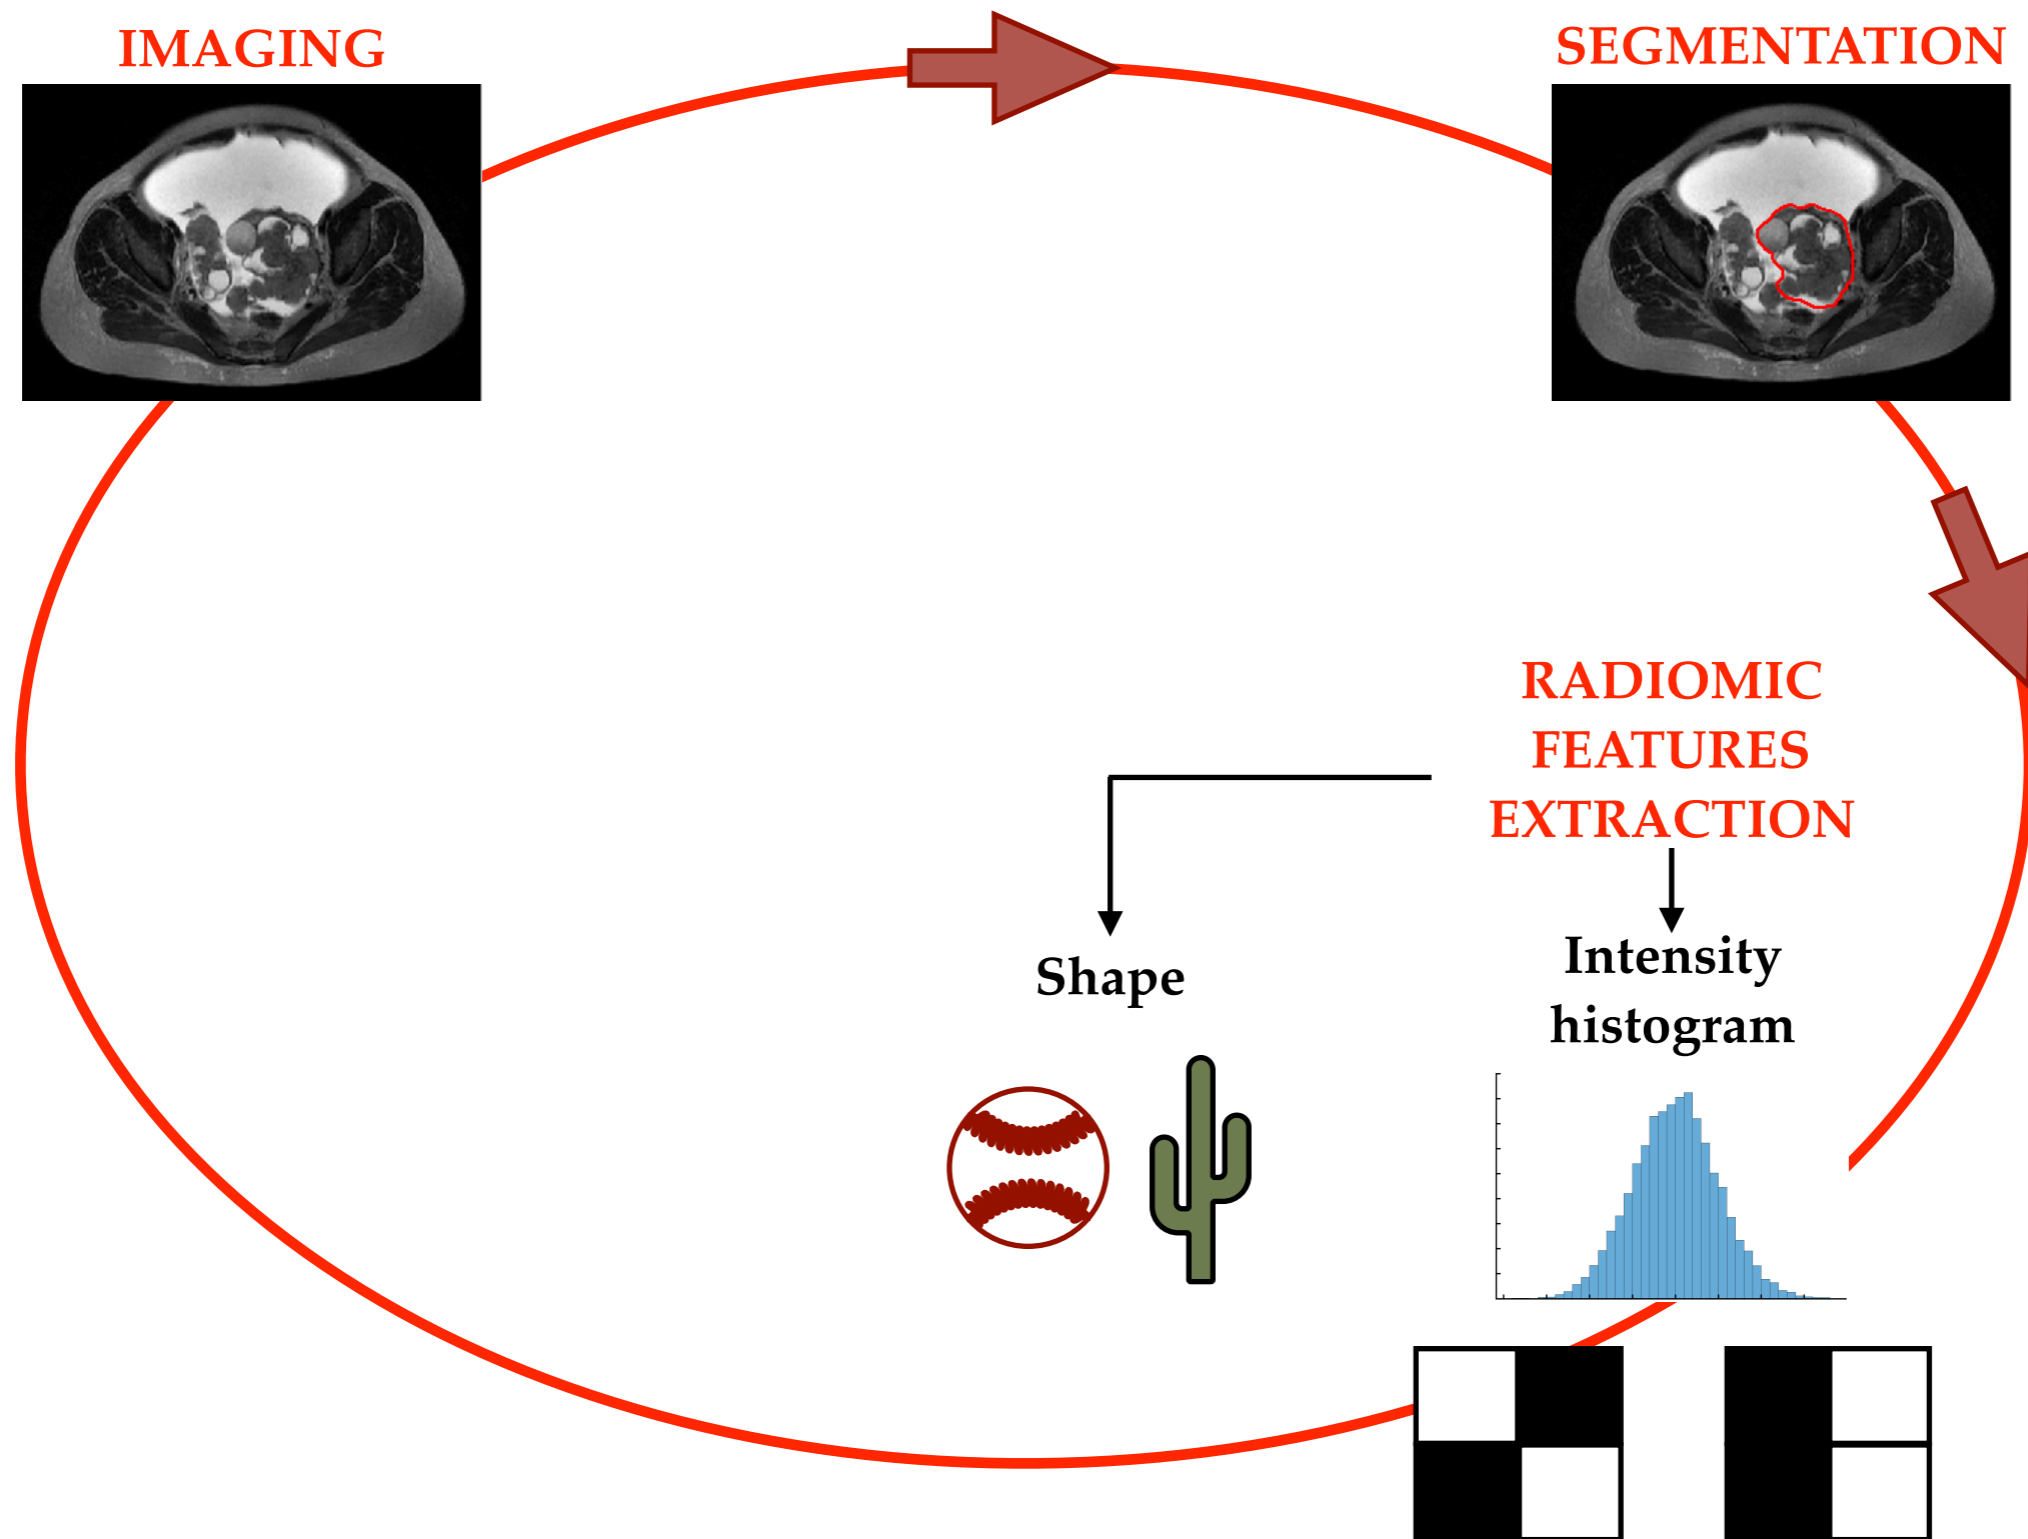 IMAGING
SEGMENTATION
RADIOMIC
FEATURES
EXTRACTION
Shape
Intensity
histogram